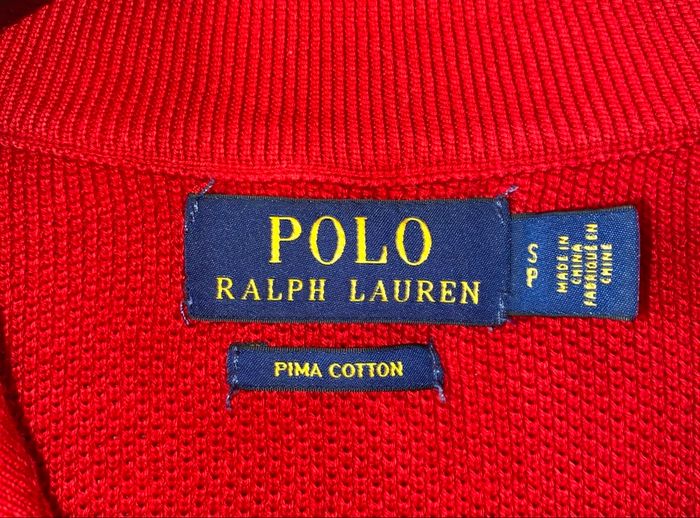 POLO
RALPH LAUREN
S
P
MADE IN
CHINA
FABRIQUÉ EN
CHINE
PIMA COTTON